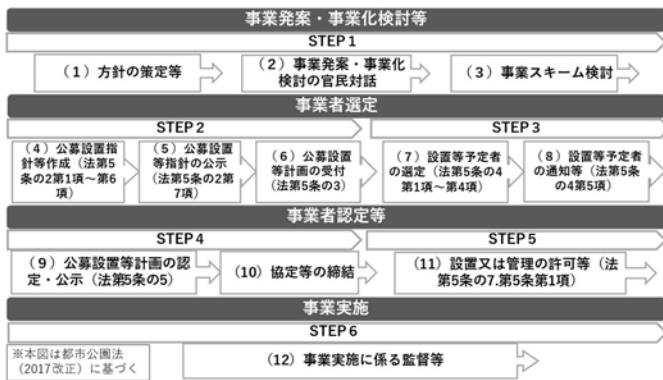 事業発案・事業化検討等
STEP1
（1）方針の策定等
（2）事業発案・事業化
検討の官民対話
（3）事業スキーム検討
事業者選定
STEP2
STEP3
（4）公募設置指
針等作成（法第5
条の2第1項～第6
項）
（5）公募設置
等指針の公示
（法第5条の2第
7項）
（6）公募設置
等計画の受付
（法第5条の3）
（7）設置等予定者
の選定（法第5条の4
第1項～第4項）
（8）設置等予定者
の通知等（法第5条
の4第5項）
事業者認定等
STEP4
STEP5
（9）公募設置等計画の認
定・公示（法第5条の5）
（10）協定等の締結
（11）設置又は管理の許可等（法
第5条の7.第5条第1項）
事業実施
STEP6
※本図は都市公園法
（2017改正）に基づく
（12）事業実施に係る監督等